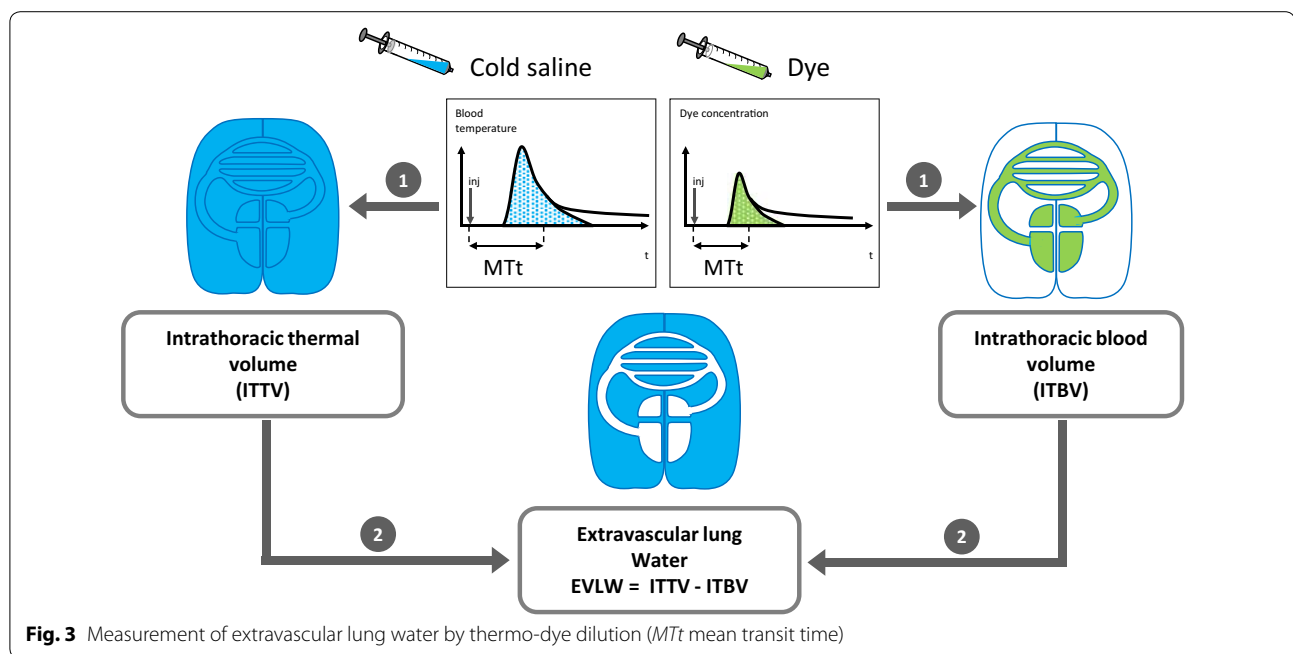 Cold saline
Dye
Blood
temperature
inj
MTt
t
Dye concentration
inj
MTt
t
1
1
Intrathoracic thermal
volume
(ITTV)
Intrathoracic blood
volume
(ITBV)
2
2
Extravascular lung
Water
EVLW = ITTV - ITBV
Fig. 3 Measurement of extravascular lung water by thermo-dye dilution (MTt mean transit time)